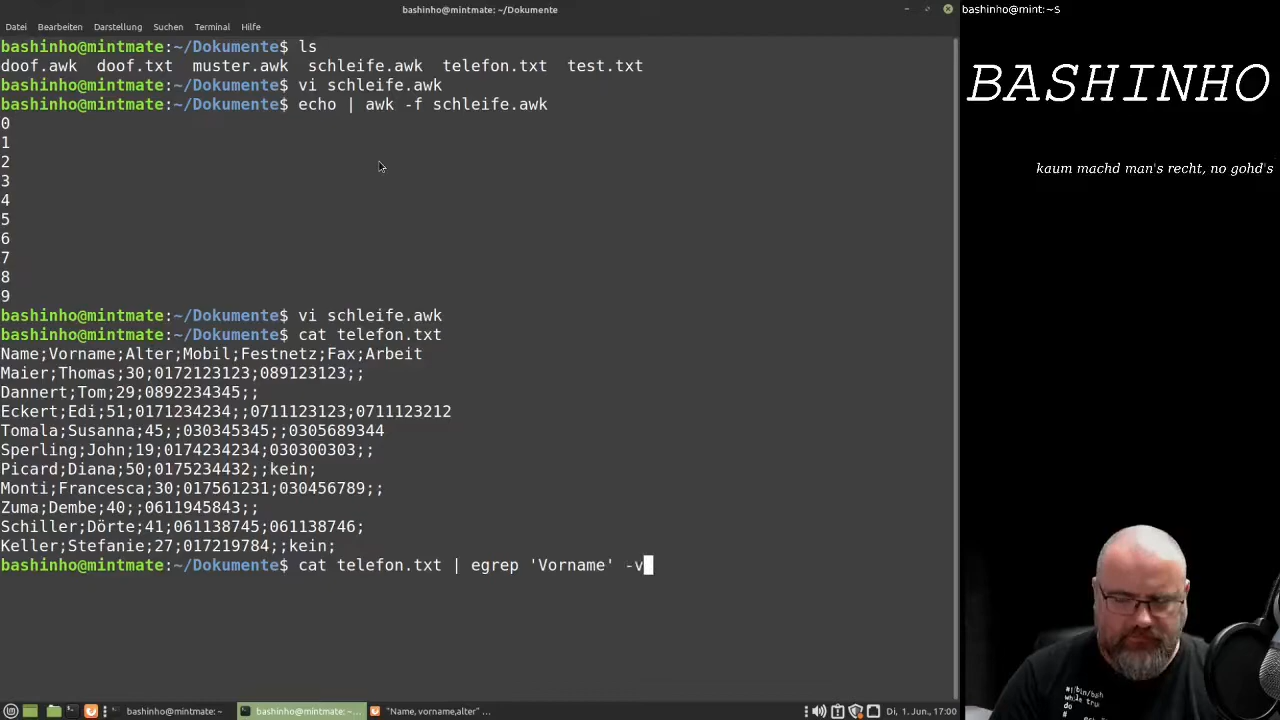 bashinho@mintmate: ~/Dokumente
Datei Bearbeiten Darstellung Suchen Terminal Hilfe
bashinho@mintmate:~/Dokumente$ ls
doof.awk doof.txt muster.awk schleife.awk telefon.txt test.txt
bashinho@mintmate:~/Dokumente$ vi schleife.awk
bashinho@mintmate:~/Dokumente$ echo | awk -f schleife.awk
0
1
2
3
4
5
6
7
8
9
bashinho@mintmate:~/Dokumente$ vi schleife.awk
bashinho@mintmate:~/Dokumente$ cat telefon.txt
Name;Vorname;Alter;Mobil;Festnetz;Fax;Arbeit
Maier;Thomas;30;0172123123;089123123;;
Dannert;Tom;29;0892234345;;
Eckert;Edi;51;0171234234;;0711123123;0711123212
Tomala;Susanna;45;;030345345;;0305689344
Sperling;John;19;0174234234;030300303;;
Picard;Diana;50;0175234432;;kein;
Monti;Francesca;30;017561231;030456789;;
Zuma;Dembe;40;;0611945843;;
Schiller;Dörte;41;061138745;061138746;
Keller;Stefanie;27;017219784;;kein;
bashinho@mintmate:~/Dokumente$ cat telefon.txt | egrep 'Vorname' -v
bashinho@mintmate: ~
bashinho@mintmate: ~...
"Name, vorname,alter" ...
Di, 1. Jun., 17:00
bashinho@mint:~$
BASHINHO
kaum machd man's recht, no gohd's
#!/bin/bash
while true
do
#